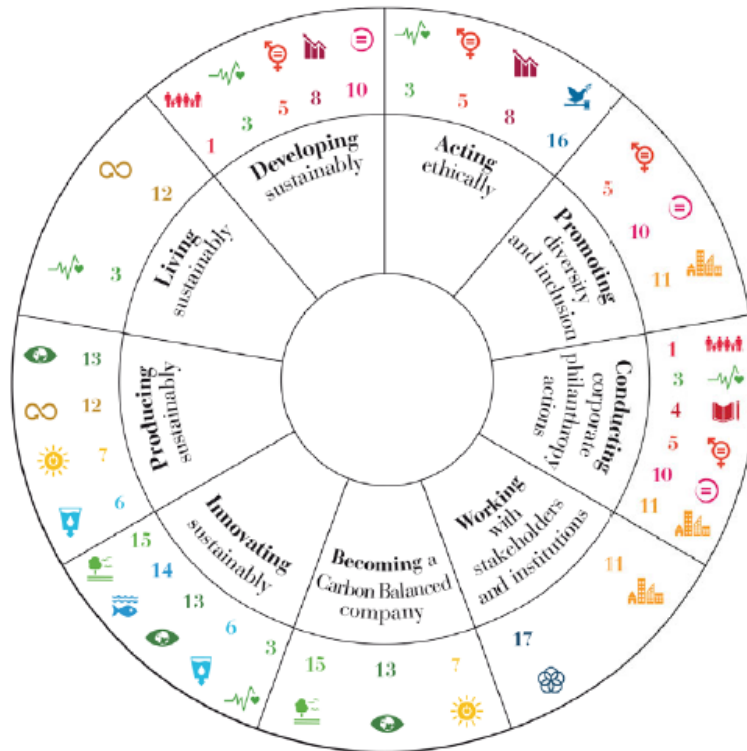 1
3
5
8
10
Developing
sustainably
3
5
8
16
Acting
ethically
5
10
11
Promoting
diversity
and inclusion
1
3
4
5
10
11
Conducting
corporate
philanthropy
actions
11
17
Working
with
stakeholders
and institutions
7
13
15
Becoming a
Carbon Balanced
company
3
6
13
14
15
Innovating
sustainably
6
7
12
13
Producing
sustainably
3
12
Living
sustainably